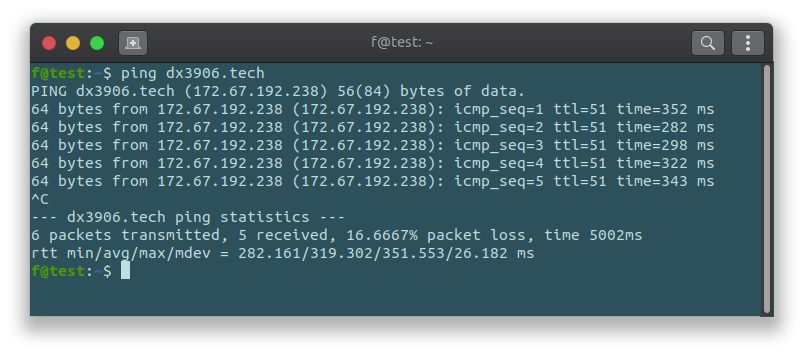 f@test: ~
f@test:~$ ping dx3906.tech
PING dx3906.tech (172.67.192.238) 56(84) bytes of data.
64 bytes from 172.67.192.238 (172.67.192.238): icmp_seq=1 ttl=51 time=352 ms
64 bytes from 172.67.192.238 (172.67.192.238): icmp_seq=2 ttl=51 time=282 ms
64 bytes from 172.67.192.238 (172.67.192.238): icmp_seq=3 ttl=51 time=298 ms
64 bytes from 172.67.192.238 (172.67.192.238): icmp_seq=4 ttl=51 time=322 ms
64 bytes from 172.67.192.238 (172.67.192.238): icmp_seq=5 ttl=51 time=343 ms
^C
--- dx3906.tech ping statistics ---
6 packets transmitted, 5 received, 16.6667% packet loss, time 5002ms
rtt min/avg/max/mdev = 282.161/319.302/351.553/26.182 ms
f@test:~$